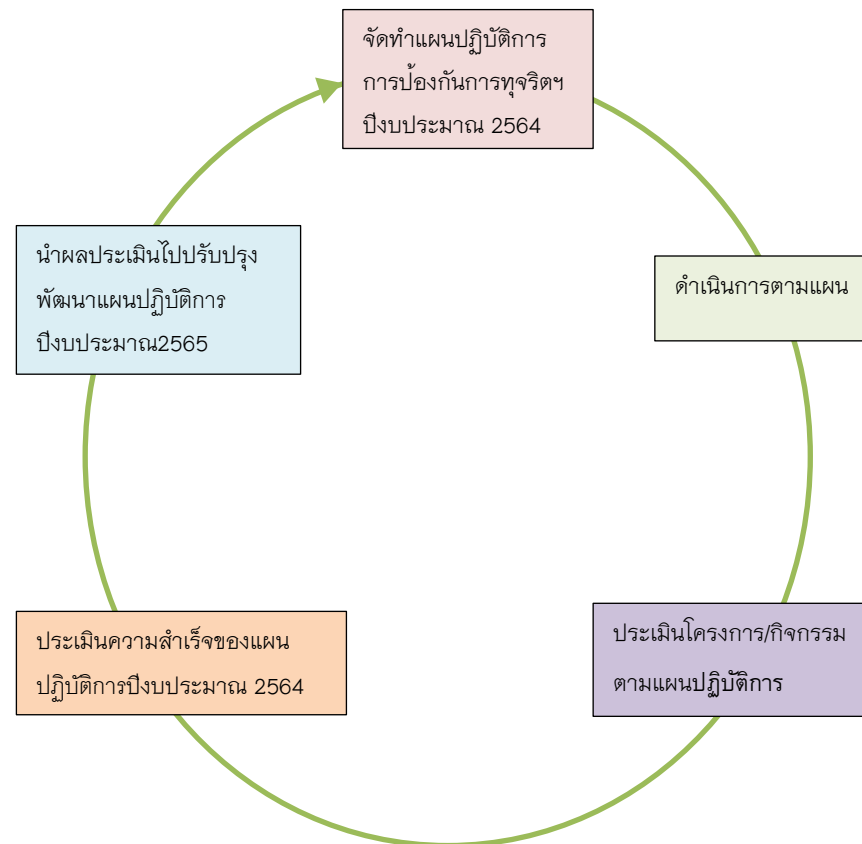 จัดทำแผนปฏิบัติการ
การป้องกันการทุจริตฯ
ปีงบประมาณ 2564
ดำเนินการตามแผน
ประเมินโครงการ/กิจกรรม
ตามแผนปฏิบัติการ
ประเมินความสำเร็จของแผน
ปฏิบัติการปีงบประมาณ 2564
นำผลประเมินไปปรับปรุง
พัฒนาแผนปฏิบัติการ
ปีงบประมาณ2565